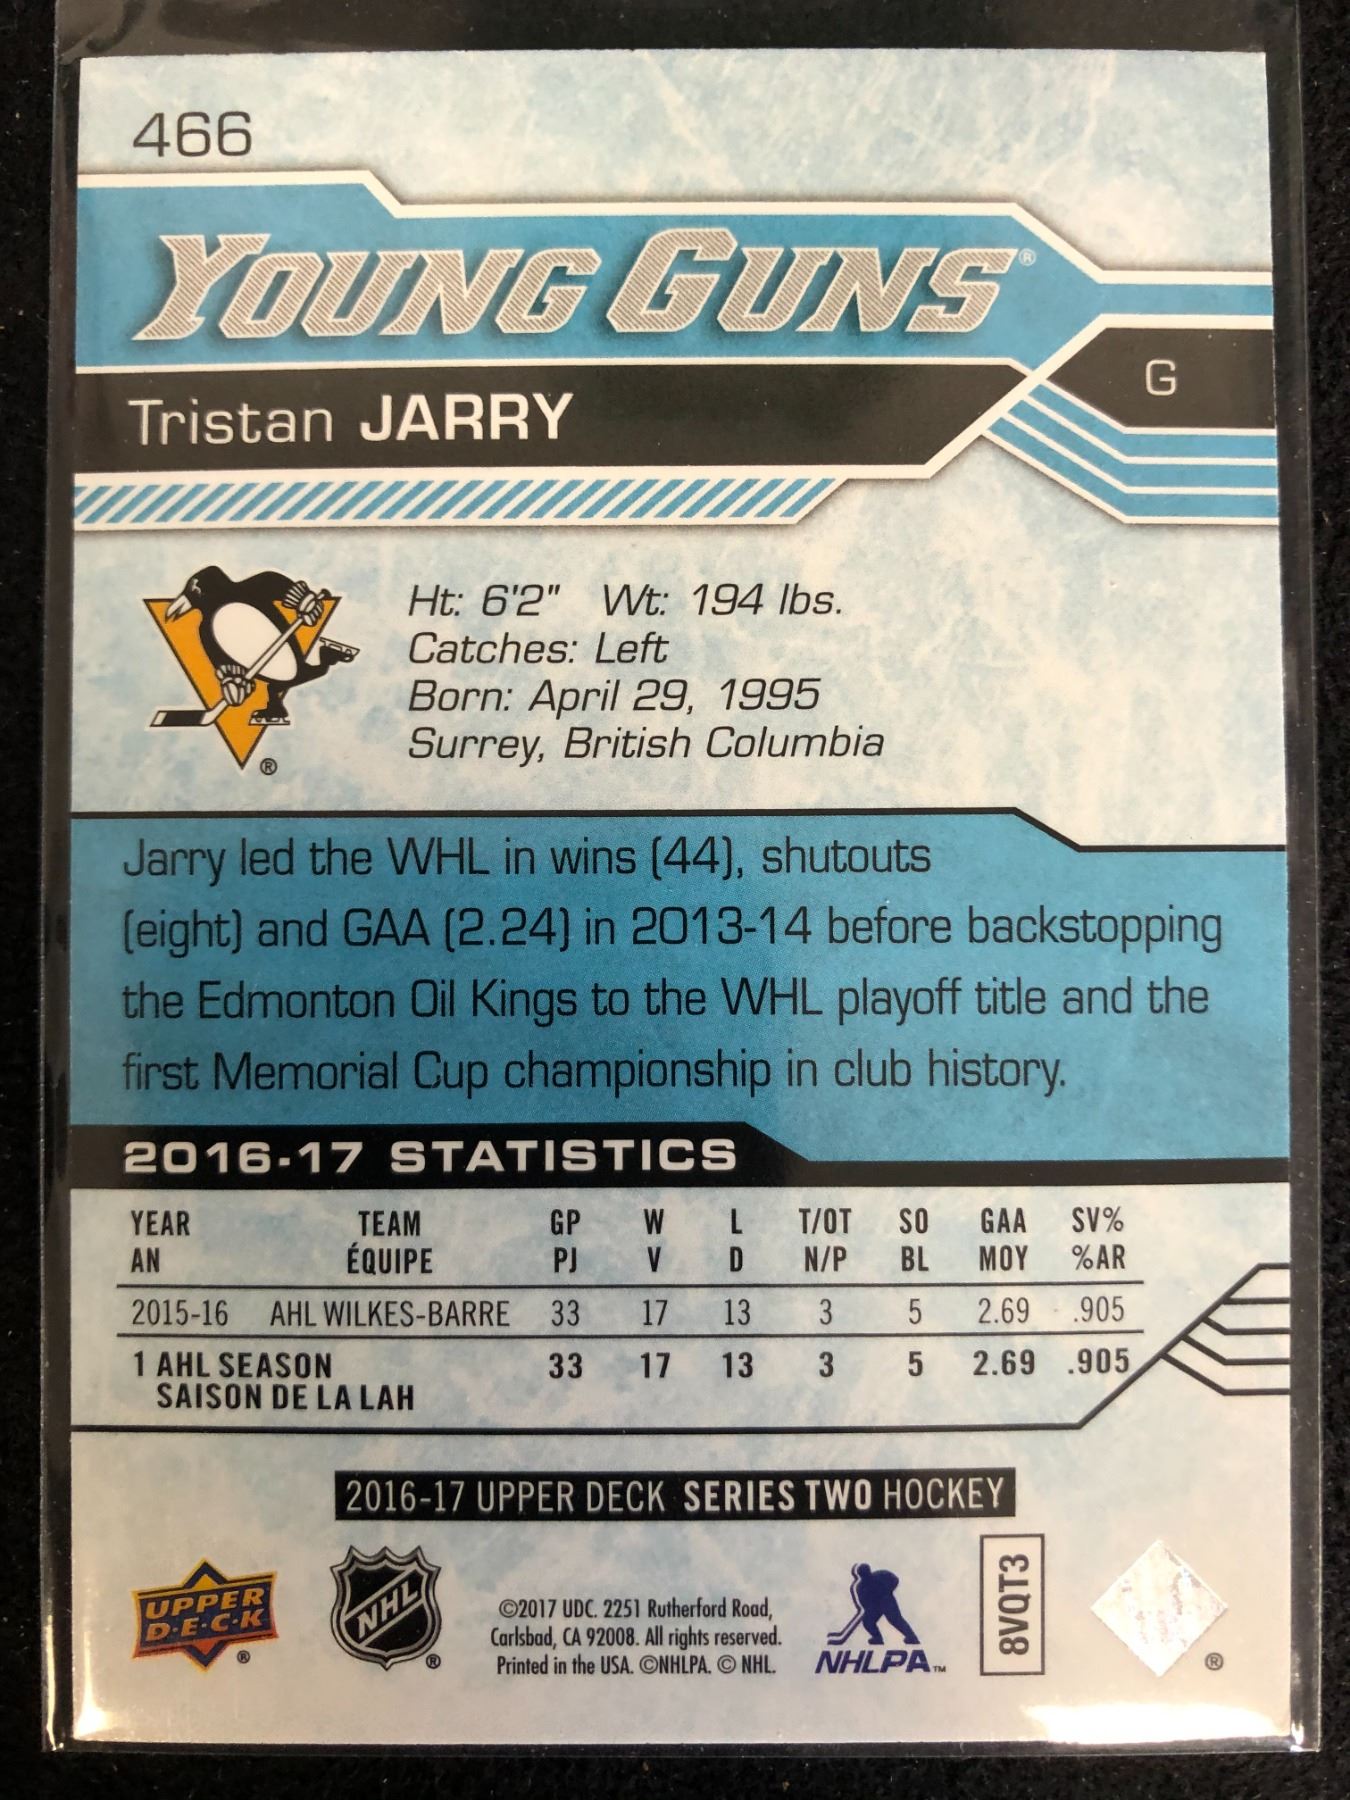 466
YOUNG GUNS®
G
Tristan JARRY
Ht: 6'2" Wt: 194 lbs.
Catches: Left
Born: April 29, 1995
Surrey, British Columbia
®
Jarry led the WHL in wins (44), shutouts
(eight) and GAA (2.24) in 2013-14 before backstopping
the Edmonton Oil Kings to the WHL playoff title and the
first Memorial Cup championship in club history.
2016-17 STATISTICS
YEAR TEAM GP W L T/OT SO GAA SV%
AN ÉQUIPE PJ V D N/P BL MOY %AR
2015-16 AHL WILKES-BARRE 33 17 13 3 5 2.69 .905
1 AHL SEASON 33 17 13 3 5 2.69 .905
SAISON DE LA LAH
2016-17 UPPER DECK SERIES TWO HOCKEY
UPPER
D·E·C·K
®
NHL
®
©2017 UDC. 2251 Rutherford Road,
Carlsbad, CA 92008. All rights reserved.
Printed in the USA. ©NHLPA. © NHL.
NHLPA™
8VQT3
®